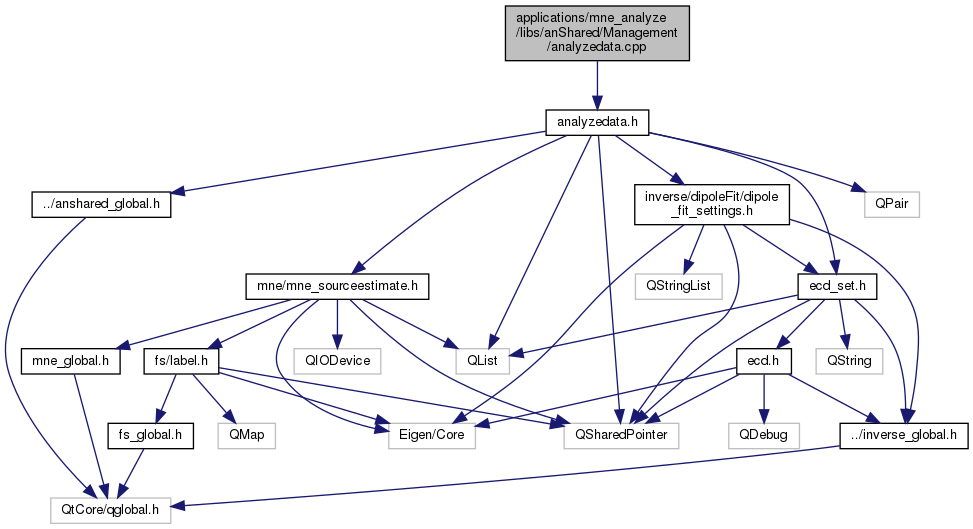 applications/mne_analyze
/libs/anShared/Management
/analyzedata.cpp
analyzedata.h
../anshared_global.h
inverse/dipoleFit/dipole
_fit_settings.h
QPair
mne/mne_sourceestimate.h
QStringList
ecd_set.h
mne_global.h
fs/label.h
QIODevice
QList
ecd.h
QString
fs_global.h
QMap
Eigen/Core
QSharedPointer
QDebug
../inverse_global.h
QtCore/qglobal.h